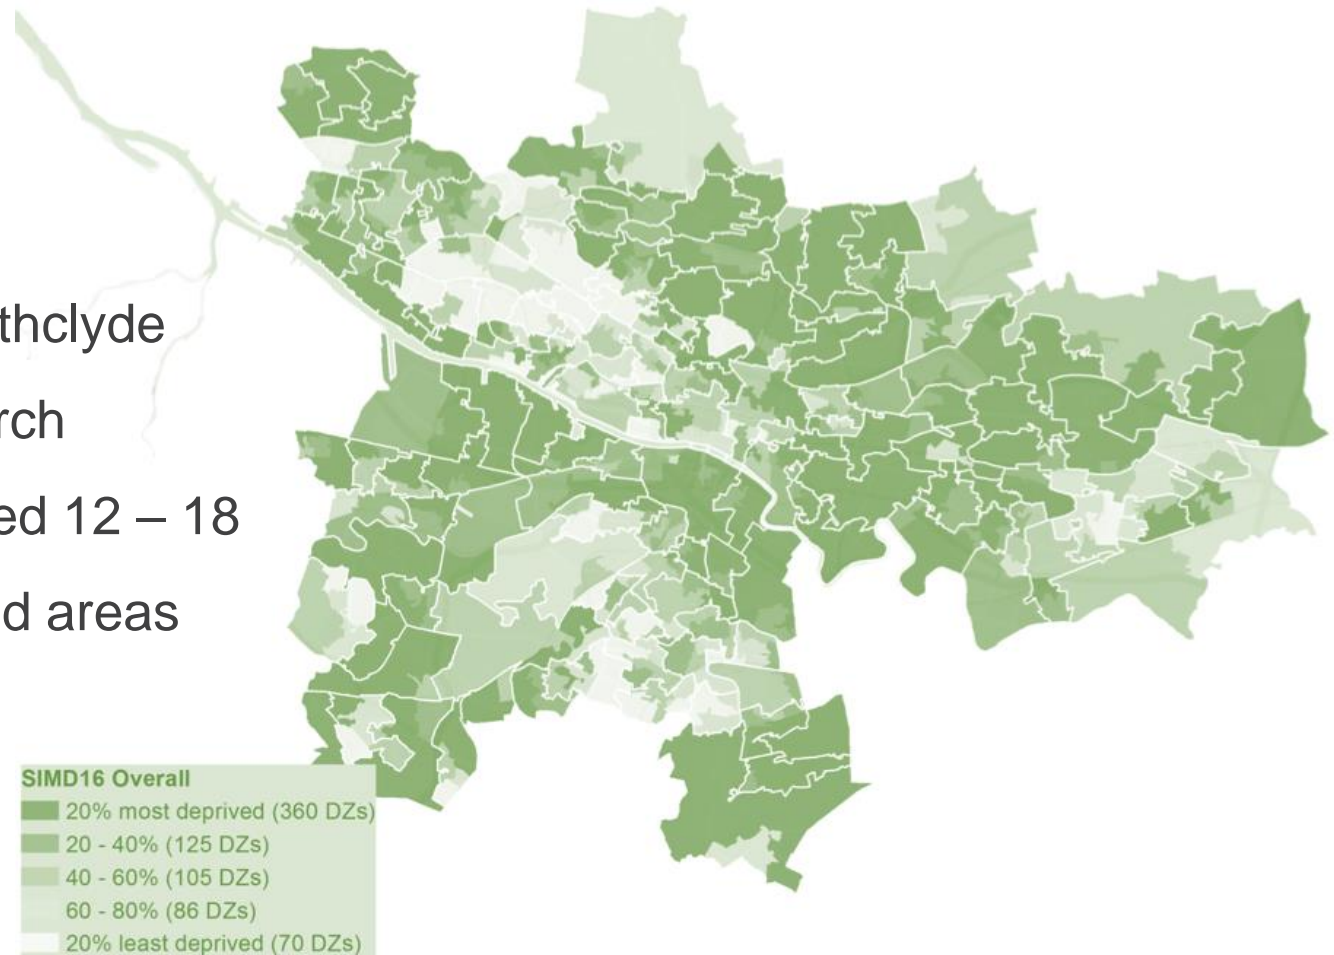 thclyde
rch
ed 12 – 18
d areas
SIMD16 Overall
20% most deprived (360 DZs)
20 - 40% (125 DZs)
40 - 60% (105 DZs)
60 - 80% (86 DZs)
20% least deprived (70 DZs)